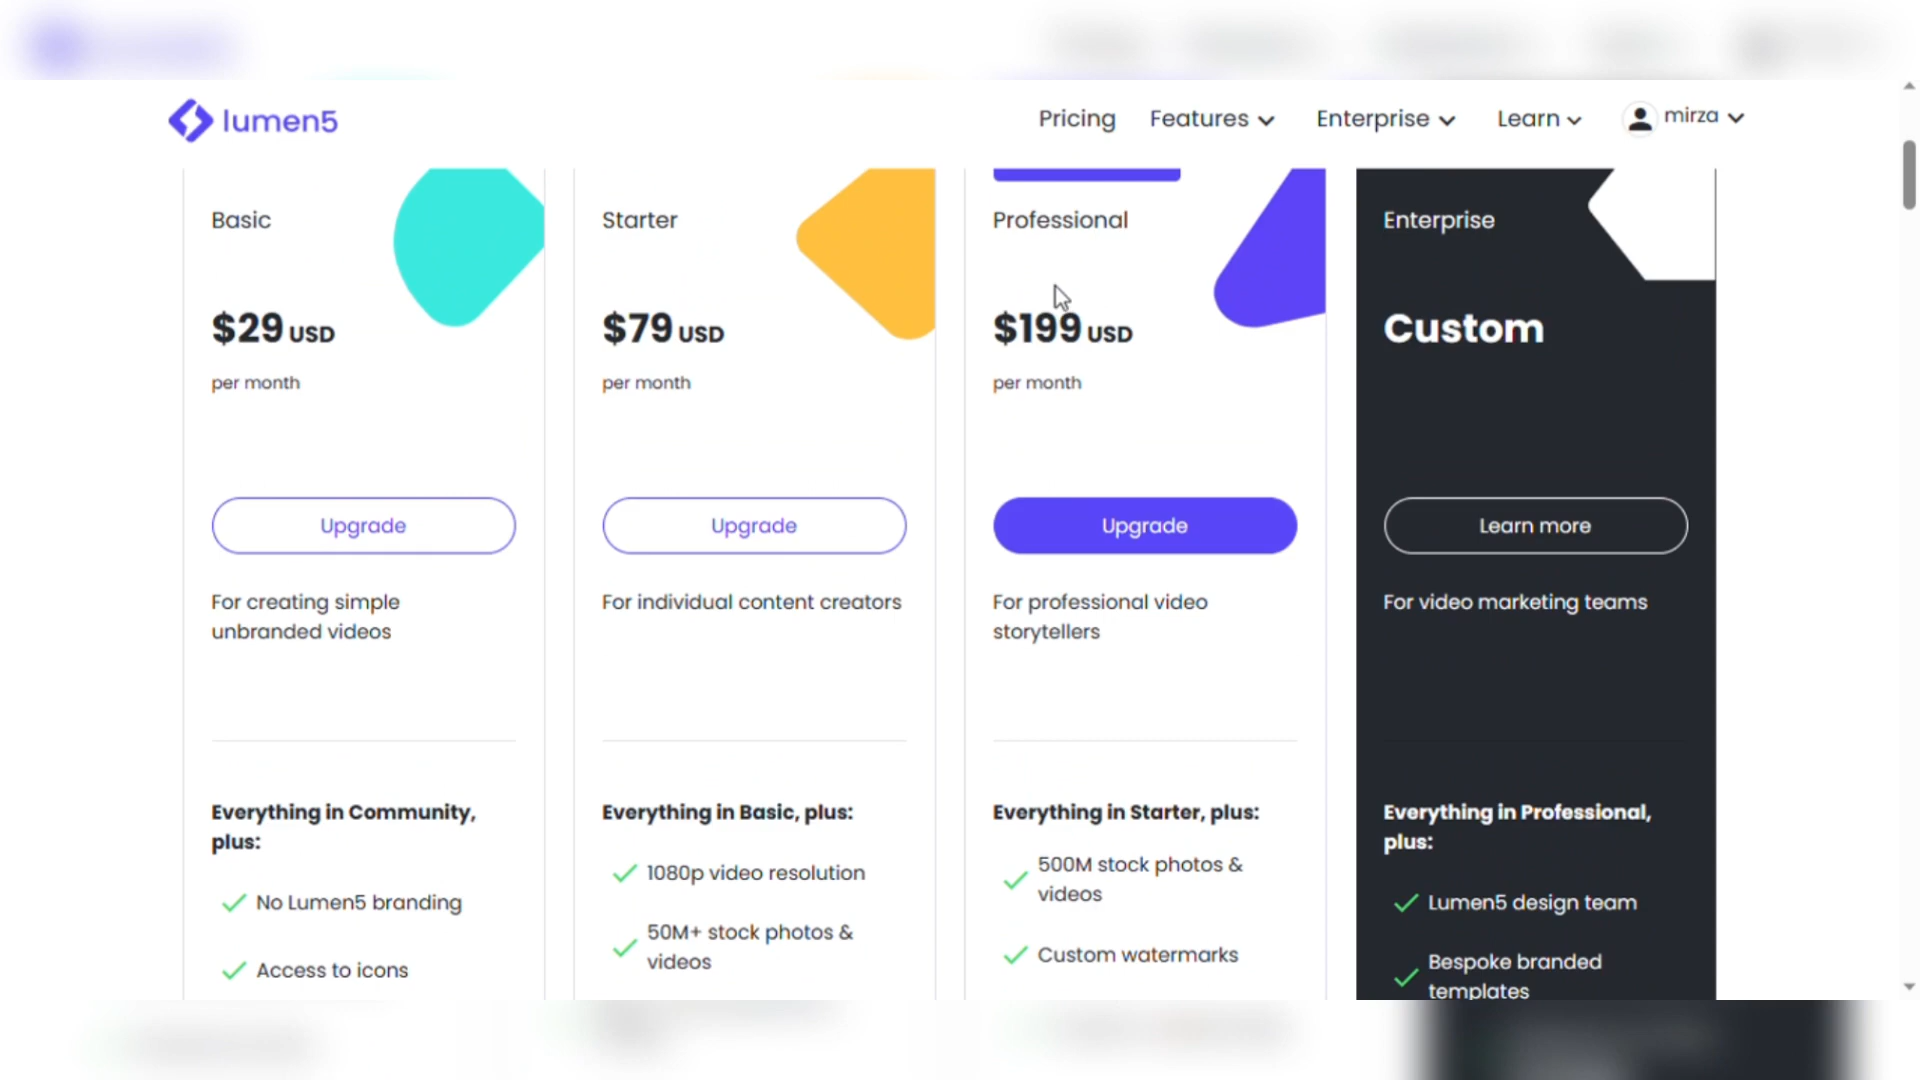 lumen5
Pricing Features Enterprise Learn mirza
Basic
$29 USD
per month
Upgrade
For creating simple
unbranded videos
Everything in Community,
plus:
No Lumen5 branding
Access to icons
Starter
$79 USD
per month
Upgrade
For individual content creators
Everything in Basic, plus:
1080p video resolution
50M+ stock photos &
videos
Professional
$199 USD
per month
Upgrade
For professional video
storytellers
Everything in Starter, plus:
500M stock photos &
videos
Custom watermarks
Enterprise
Custom
Learn more
For video marketing teams
Everything in Professional,
plus:
Lumen5 design team
Bespoke branded
templates